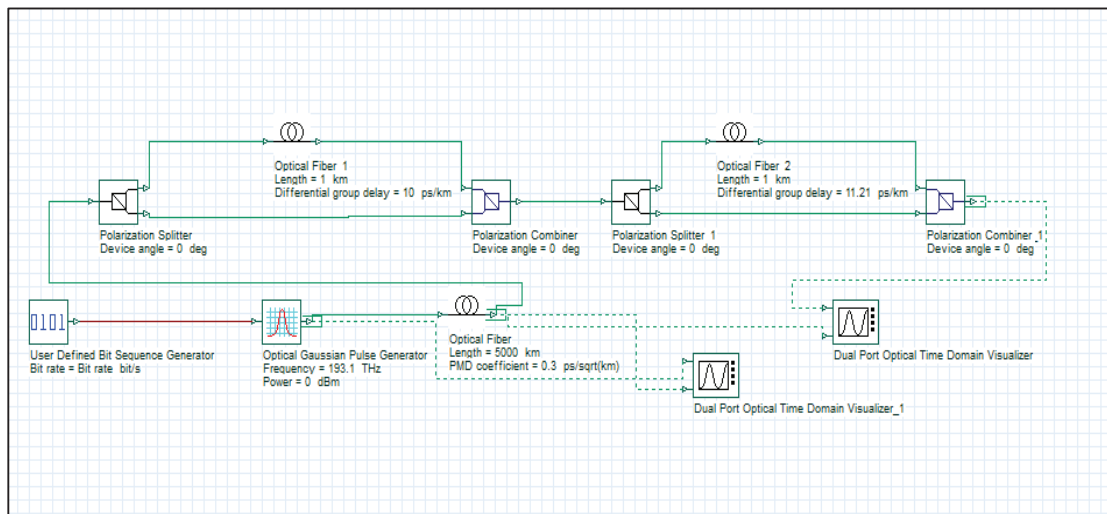 Optical Fiber 1
Length = 1 km
Differential group delay = 10 ps/km
Optical Fiber 2
Length = 1 km
Differential group delay = 11.21 ps/km
Polarization Splitter
Device angle = 0 deg
Polarization Combiner
Device angle = 0 deg
Polarization Splitter 1
Device angle = 0 deg
Polarization Combiner_1
Device angle = 0 deg
0101
User Defined Bit Sequence Generator
Bit rate = Bit rate bit/s
Optical Gaussian Pulse Generator
Frequency = 193.1 THz
Power = 0 dBm
Optical Fiber
Length = 5000 km
PMD coefficient = 0.3 ps/sqrt(km)
Dual Port Optical Time Domain Visualizer
Dual Port Optical Time Domain Visualizer_1